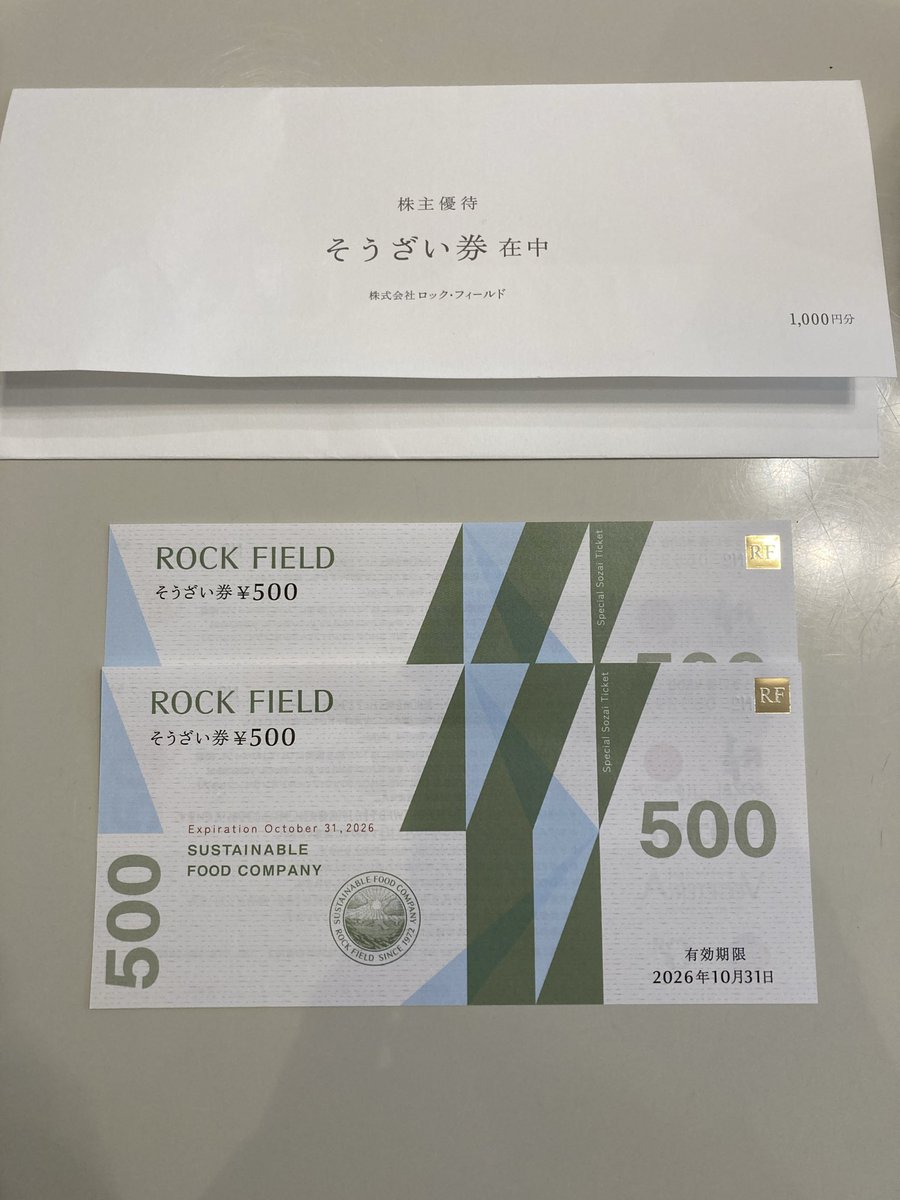 株主優待
そうざい券在中
株式会社ロック・フィールド
1,000円分
ROCK FIELD
そうざい券¥500
Special Sozai Ticket
RF
500
ROCK FIELD
そうざい券¥500
Special Sozai Ticket
RF
Expiration October 31,2026
SUSTAINABLE
FOOD COMPANY
500
500
SUSTAINABLE FOOD COMPANY
ROCK FIELD SINCE 1972
有効期限
2026年10月31日